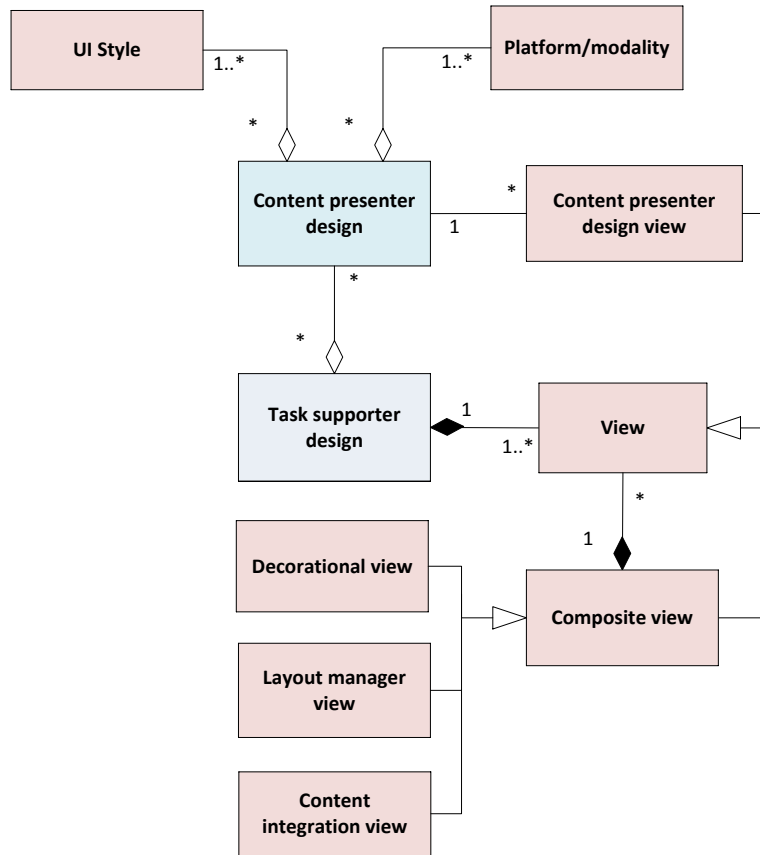 UI Style
Platform/modality
1..*
1..*
*
*
Content presenter
design
*
1
Content presenter
design view
*
*
Task supporter
design
1
1..*
View
*
1
Decorational view
Composite view
Layout manager
view
Content
integration view